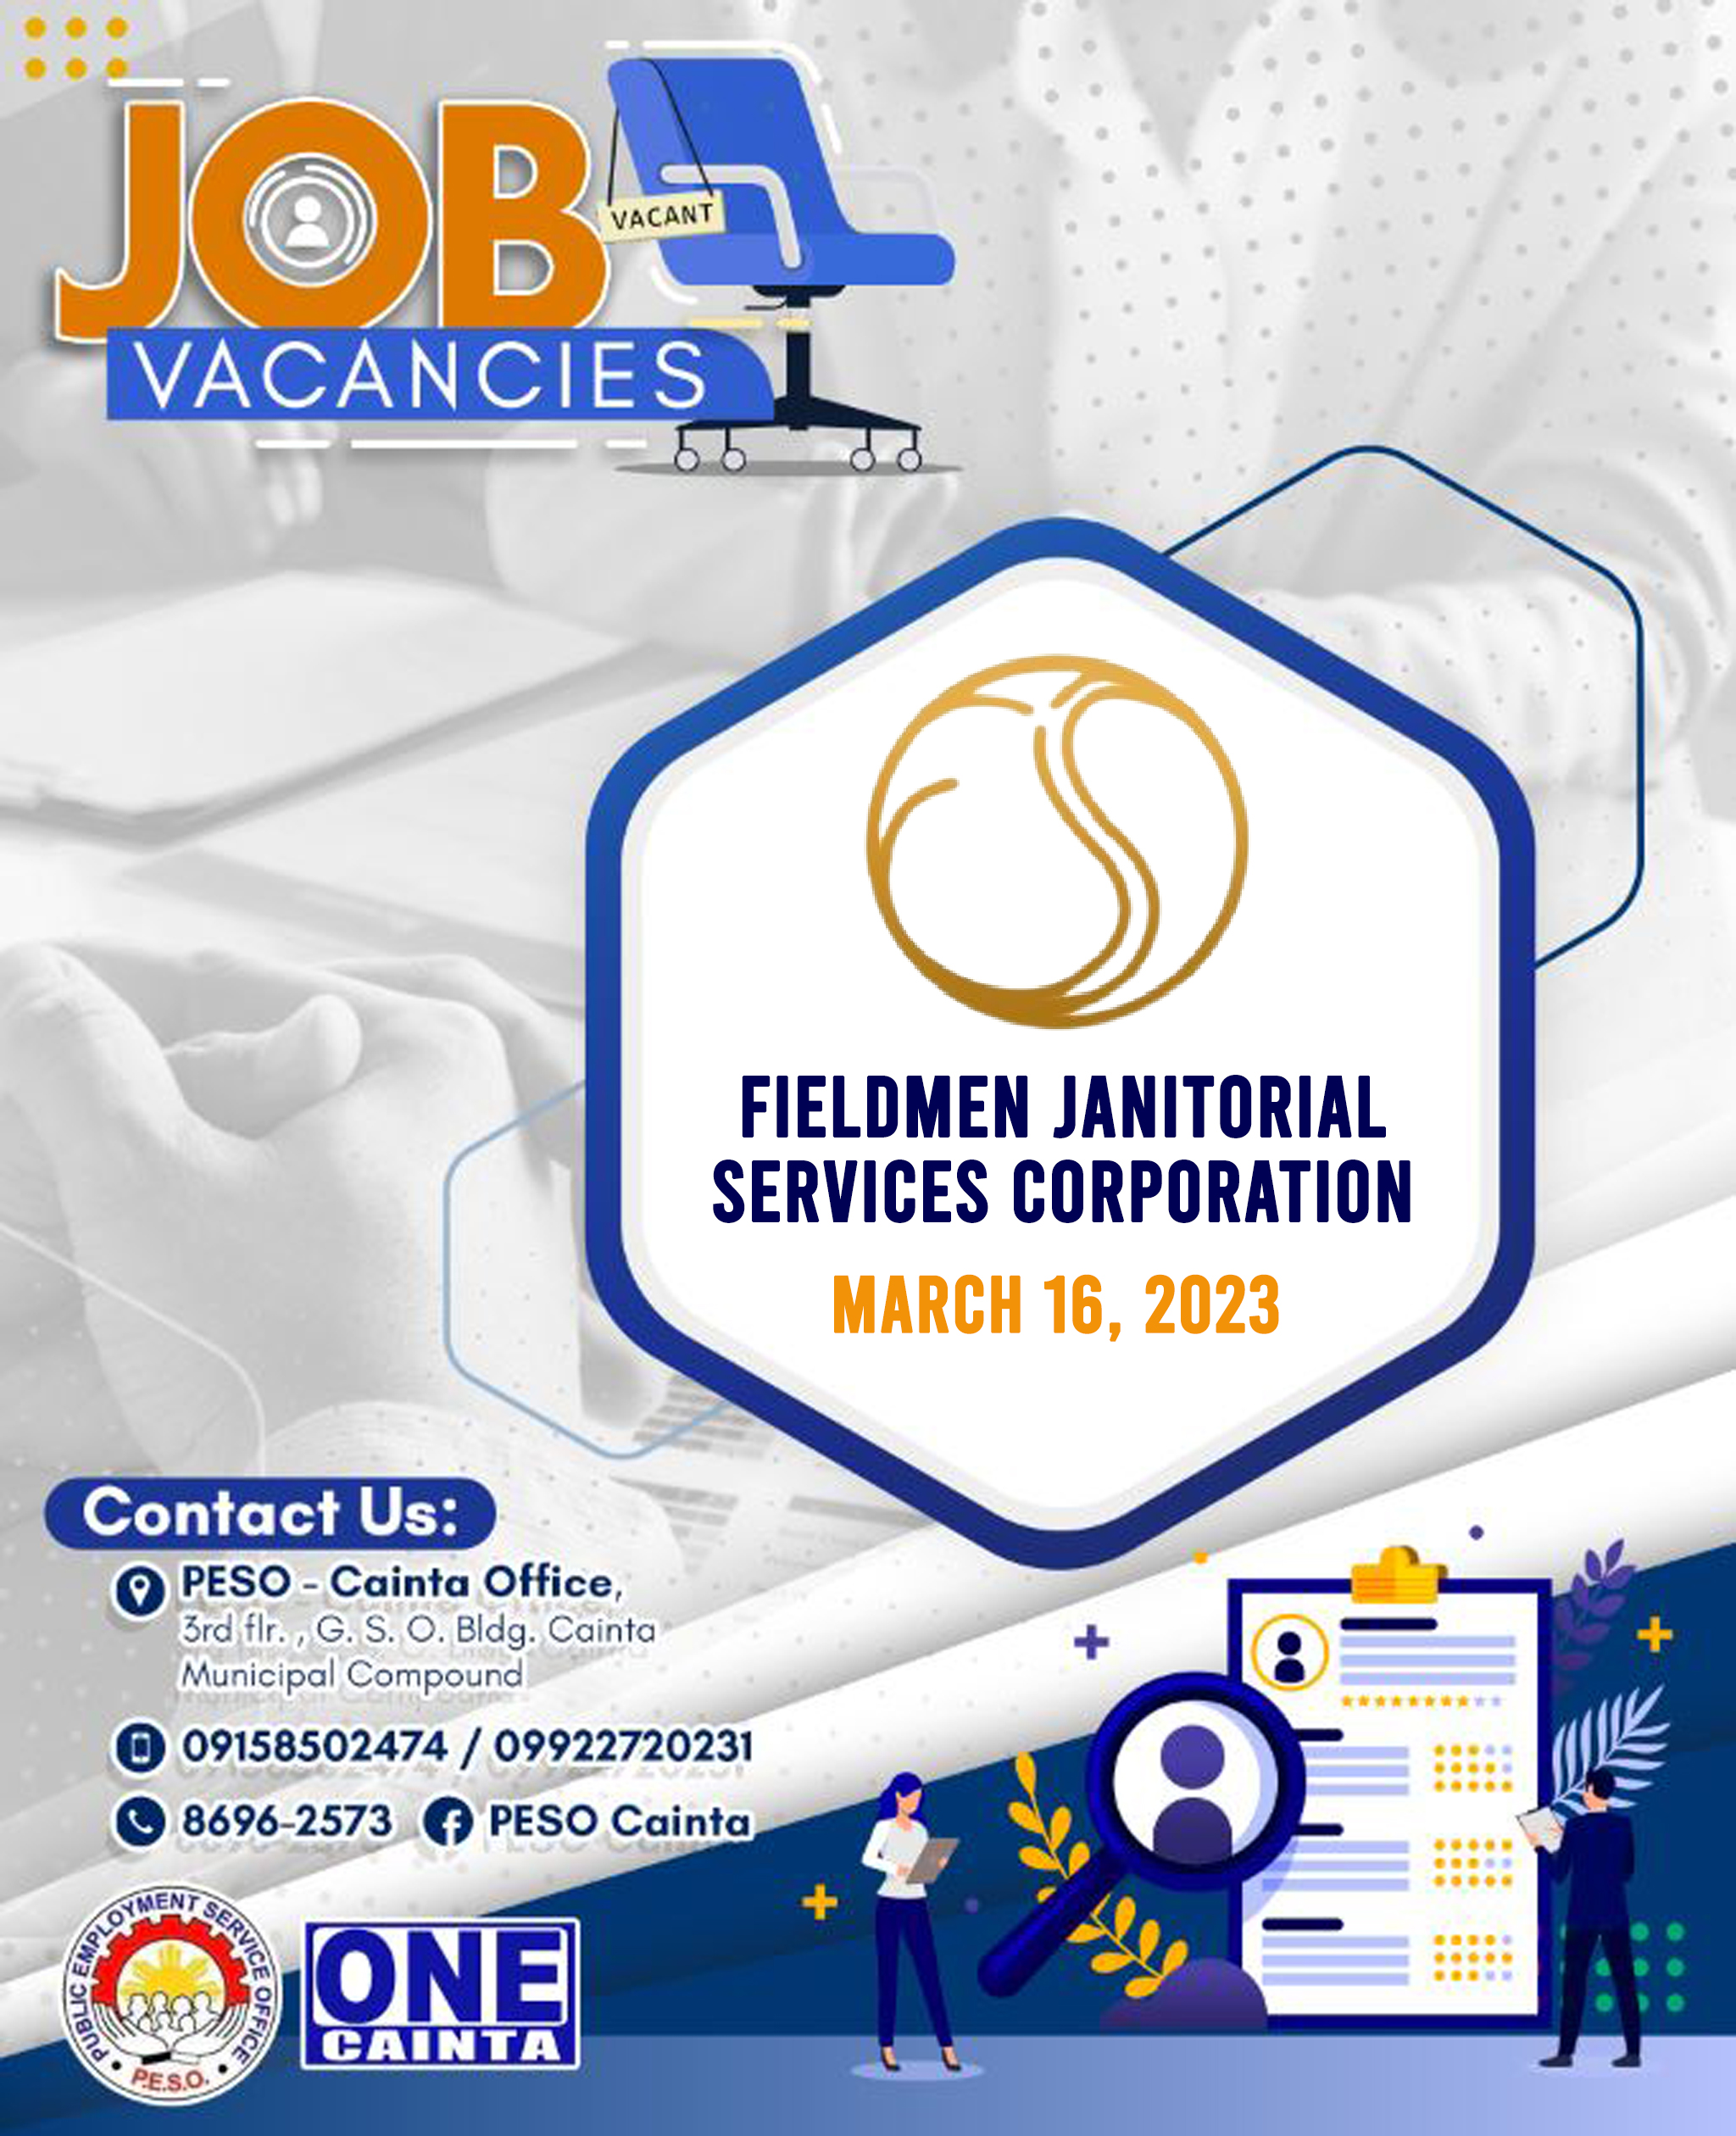 JOB
VACANT
VACANCIES
FIELDMEN JANITORIAL
SERVICES CORPORATION
MARCH 16, 2023
Contact Us:
PESO - Cainta Office,
3rd flr. , G. S. O. Bldg. Cainta
Municipal Compound
09158502474 / 09922720231
8696-2573 PESO Cainta
PUBLIC EMPLOYMENT SERVICE OFFICE
P.E.S.O.
ONE
CAINTA